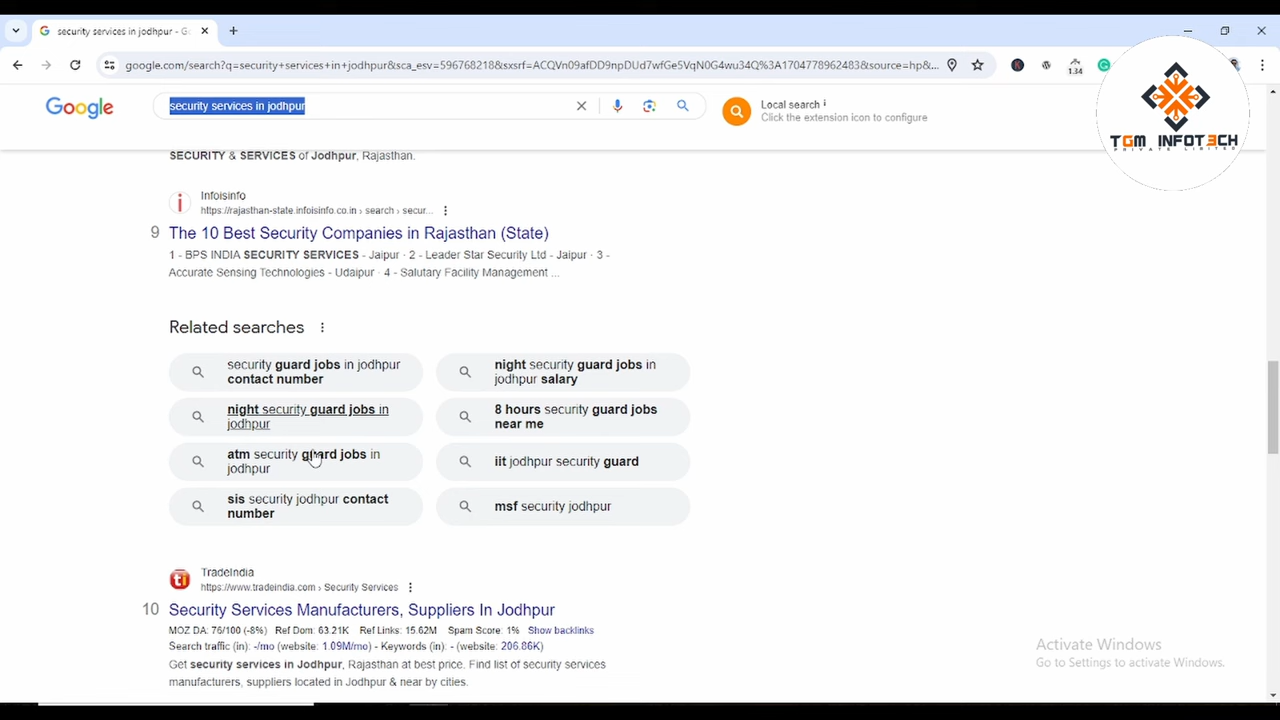 security services in jodhpur - Go
google.com/search?q=security+services+in+jodhpur&sca_esv=596768218&sxsrf=ACQVn09afDD9npDUd7wfGe5VqN0G4wu34Q%3A1704778962483&source=hp&...
1.34
Google
security services in jodhpur
Local search i
Click the extension icon to configure
TGM INFOTECH
PRIVATE LIMITED
SECURITY & SERVICES of Jodhpur, Rajasthan.
Infoisinfo
https://rajasthan-state.infoisinfo.co.in › search › secur...
9 The 10 Best Security Companies in Rajasthan (State)
1 - BPS INDIA SECURITY SERVICES - Jaipur · 2 - Leader Star Security Ltd - Jaipur · 3 -
Accurate Sensing Technologies - Udaipur · 4 - Salutary Facility Management ...
Related searches
security guard jobs in jodhpur
contact number
night security guard jobs in
jodhpur salary
night security guard jobs in
jodhpur
8 hours security guard jobs
near me
atm security guard jobs in
jodhpur
iit jodhpur security guard
sis security jodhpur contact
number
msf security jodhpur
ti
TradeIndia
https://www.tradeindia.com › Security Services
10 Security Services Manufacturers, Suppliers In Jodhpur
MOZ DA: 76/100 (-8%) Ref Dom: 63.21K Ref Links: 15.62M Spam Score: 1% Show backlinks
Search traffic (in): -/mo (website: 1.09M/mo) - Keywords (in): - (website: 206.86K)
Get security services in Jodhpur, Rajasthan at best price. Find list of security services
manufacturers, suppliers located in Jodhpur & near by cities.
Activate Windows
Go to Settings to activate Windows.